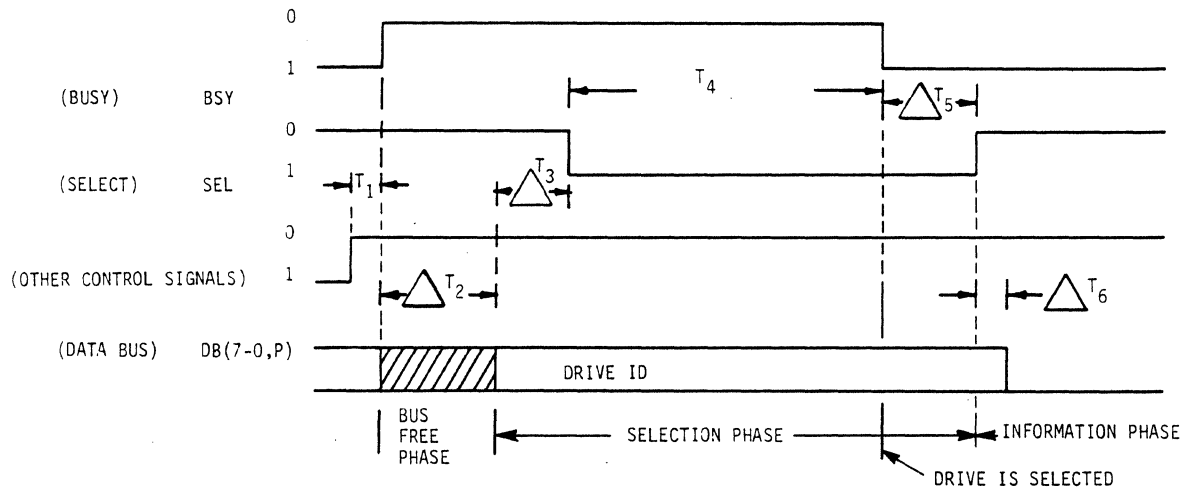 0
1
(BUSY) BSY
T4
T5
0
1
(SELECT) SEL
T1
T3
0
1
(OTHER CONTROL SIGNALS)
T2
T6
(DATA BUS) DB(7-0,P)
DRIVE ID
BUS
FREE
PHASE
SELECTION PHASE
INFORMATION PHASE
DRIVE IS SELECTED